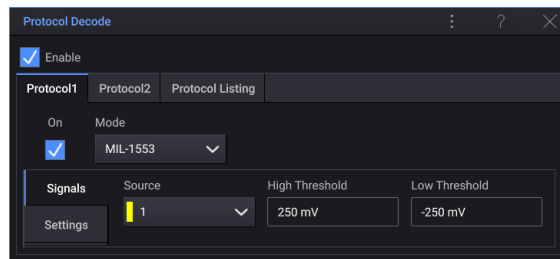 Protocol Decode
Enable
Protocol1 Protocol2 Protocol Listing
On Mode
MIL-1553
Signals Source High Threshold Low Threshold
1 250 mV -250 mV
Settings